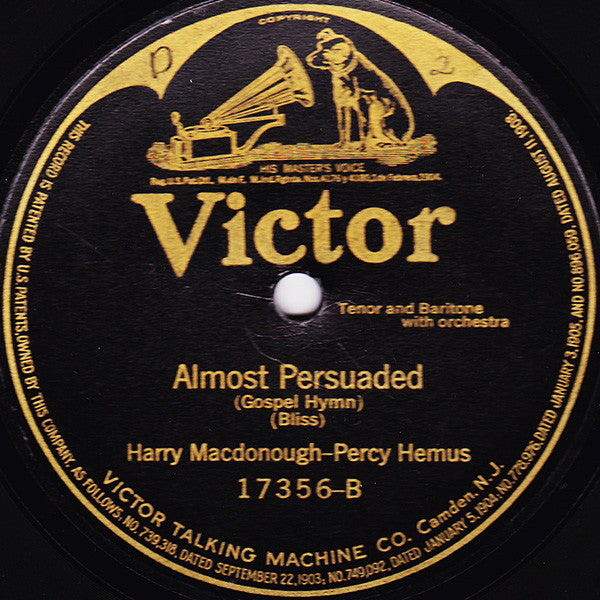 COPYRIGHT
D
2
HIS MASTER'S VOICE
Victor
Tenor and Baritone
with orchestra
Almost Persuaded
(Gospel Hymn)
(Bliss)
Harry Macdonough-Percy Hemus
17356-B
VICTOR TALKING MACHINE CO. Camden, N.J.
THIS RECORD IS PATENTED BY U.S. PATENTS, OWNED BY THIS COMPANY, AS FOLLOWS: NO. 739,318, DATED SEPTEMBER 22, 1903; NO. 749,092, DATED JANUARY 5, 1904; NO. 778,976, DATED JANUARY 3, 1905, AND NO. 896,059, DATED AUGUST 11, 1908.